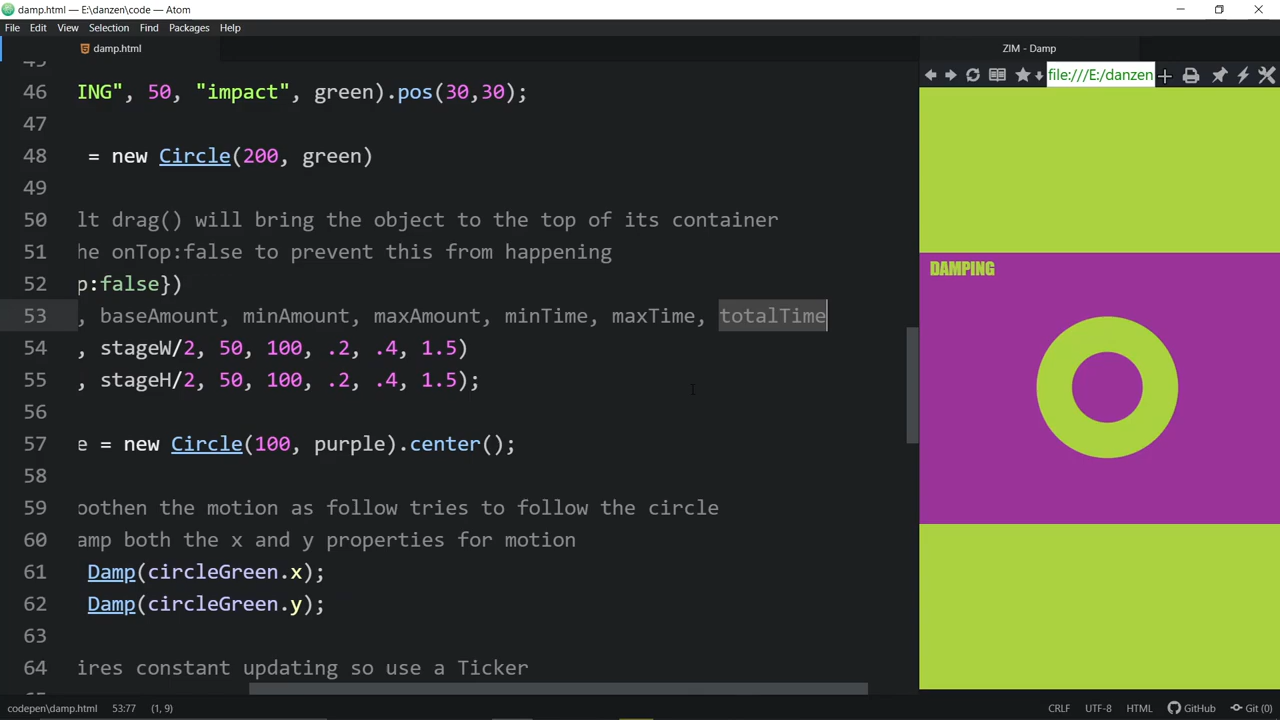 damp.html — E:\danzen\code — Atom
File Edit View Selection Find Packages Help
damp.html
ZIM - Damp
file:///E:/danzen
46 ING", 50, "impact", green).pos(30,30);
47
48 = new Circle(200, green)
49
50 lt drag() will bring the object to the top of its container
51 he onTop:false to prevent this from happening
52 p:false})
53 , baseAmount, minAmount, maxAmount, minTime, maxTime, totalTime
54 , stageW/2, 50, 100, .2, .4, 1.5)
55 , stageH/2, 50, 100, .2, .4, 1.5);
56
57 e = new Circle(100, purple).center();
58
59 oothen the motion as follow tries to follow the circle
60 amp both the x and y properties for motion
61 Damp(circleGreen.x);
62 Damp(circleGreen.y);
63
64 ires constant updating so use a Ticker
DAMPING
codepen\damp.html 53:77 (1, 9) CRLF UTF-8 HTML GitHub Git (0)